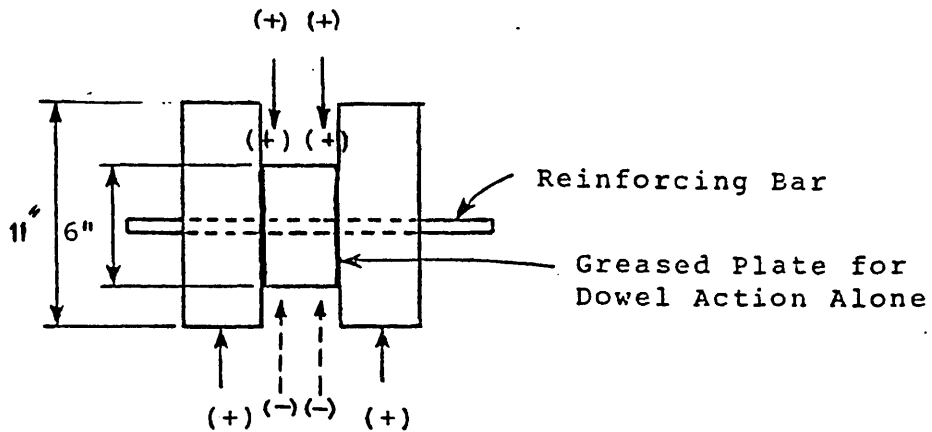 (+) (+)
(+) (+)
Reinforcing Bar
11" 6"
Greased Plate for
Dowel Action Alone
(+) (-) (-) (+)